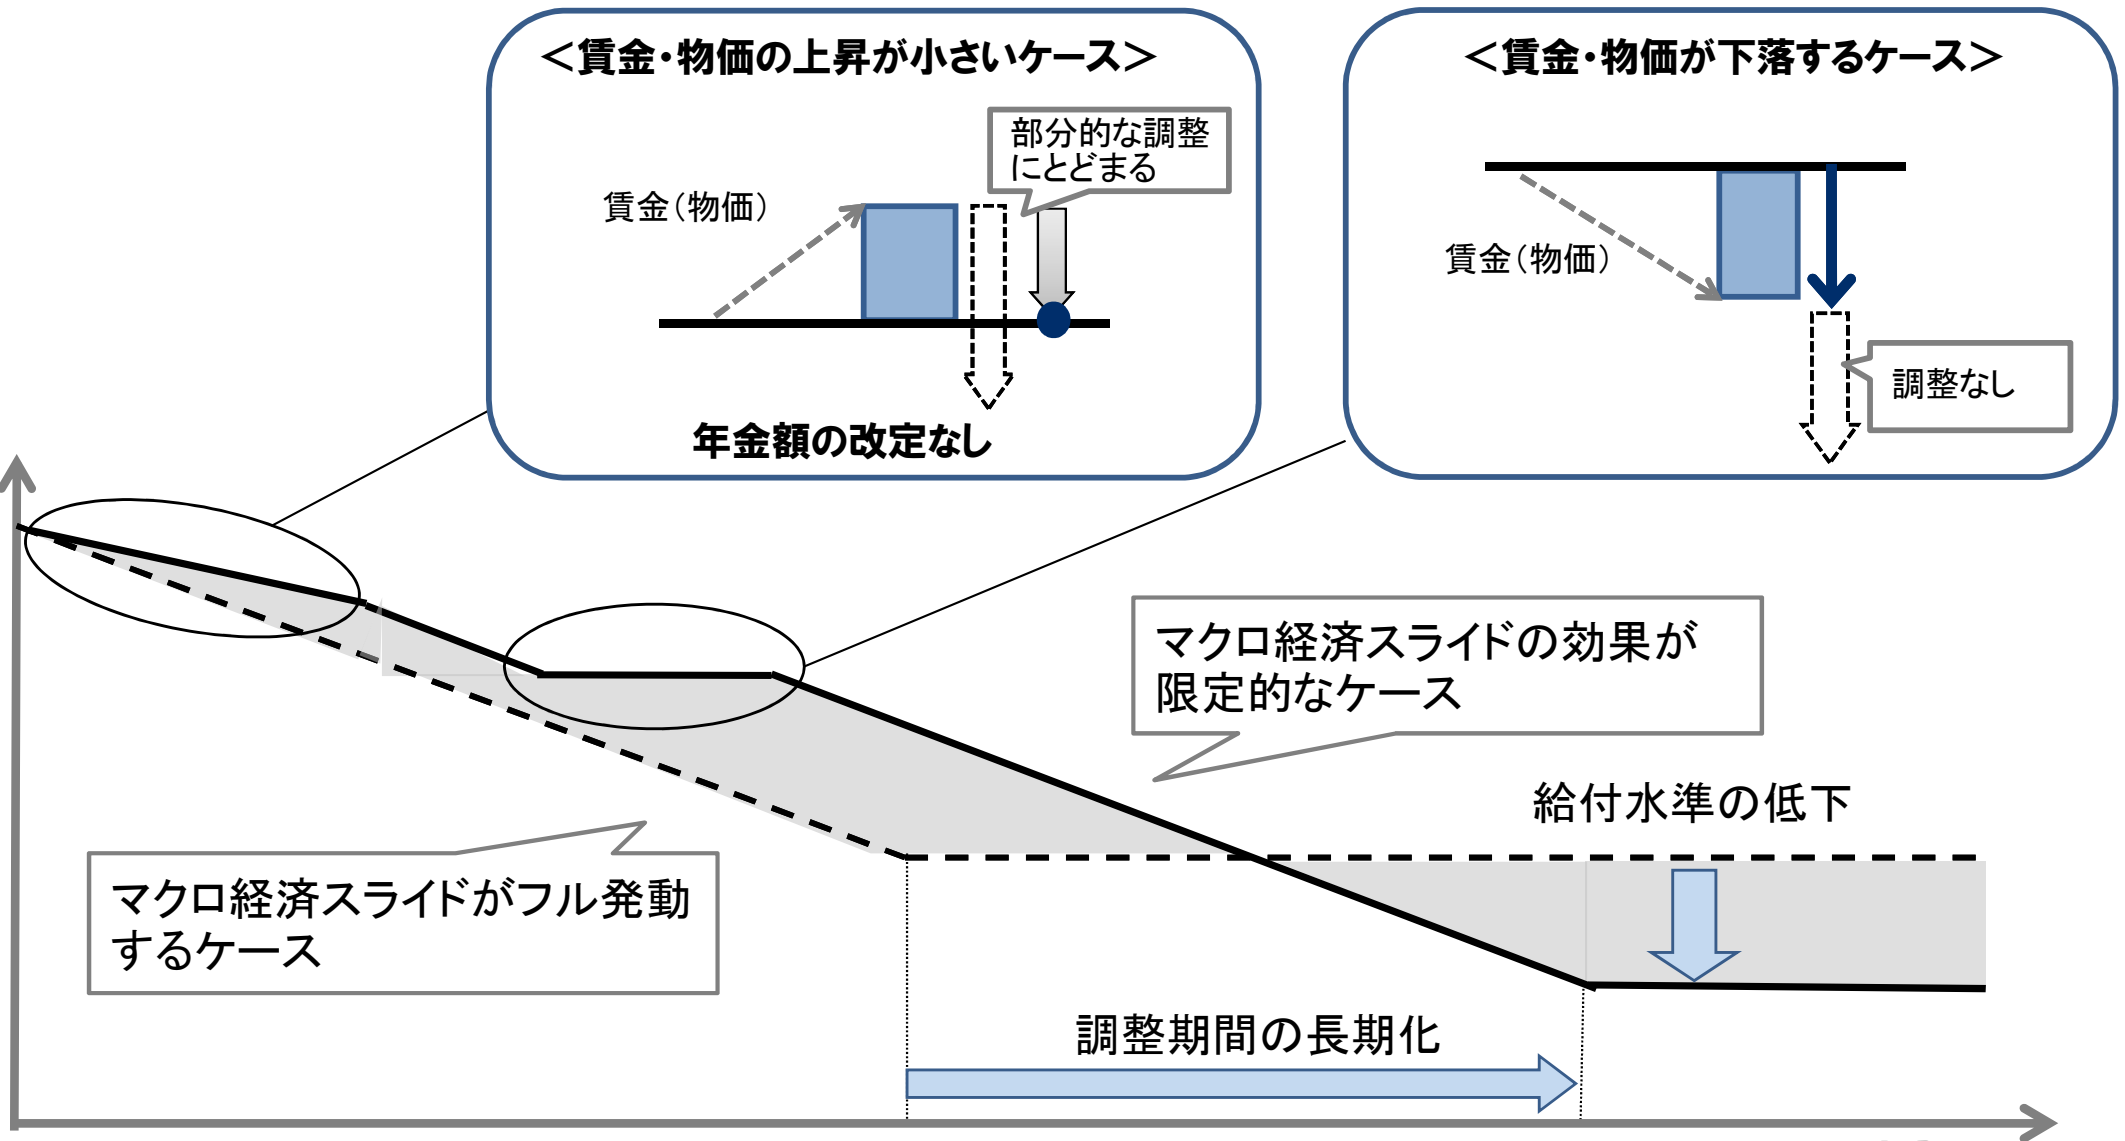 ＜賃金・物価の上昇が小さいケース＞
部分的な調整
にとどまる
賃金（物価）
年金額の改定なし
＜賃金・物価が下落するケース＞
賃金（物価）
調整なし
マクロ経済スライドの効果が
限定的なケース
給付水準の低下
マクロ経済スライドがフル発動
するケース
調整期間の長期化